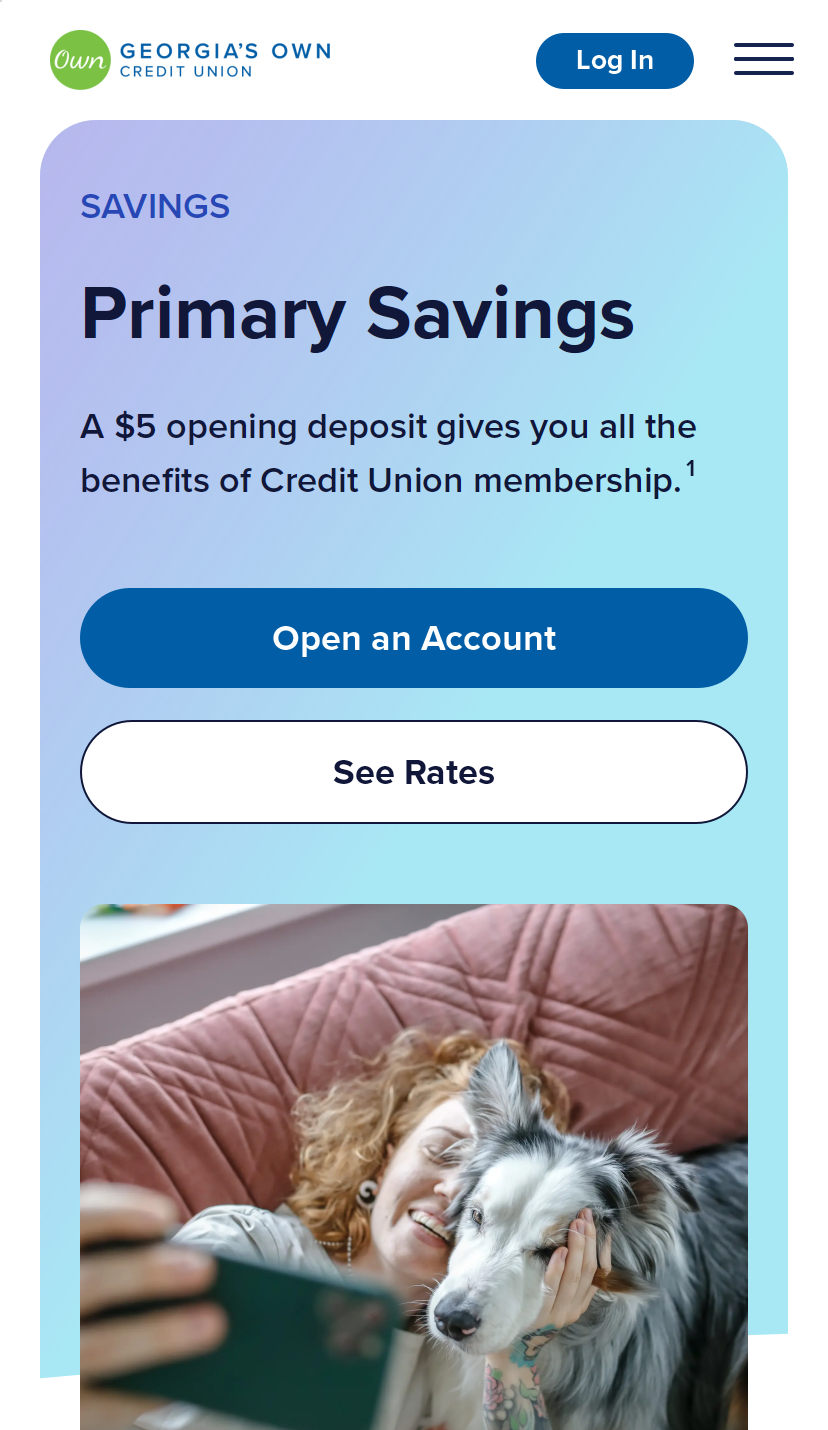 Own
GEORGIA'S OWN
CREDIT UNION
Log In
SAVINGS
Primary Savings
A $5 opening deposit gives you all the
benefits of Credit Union membership.¹
Open an Account
See Rates